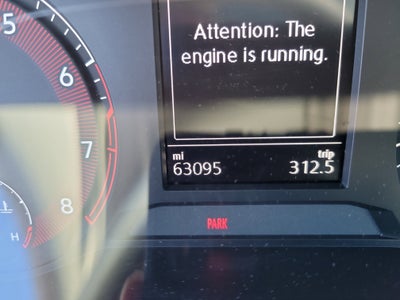 5
6
7
8
H
Attention: The
engine is running.
mi trip
63095 312.5
PARK